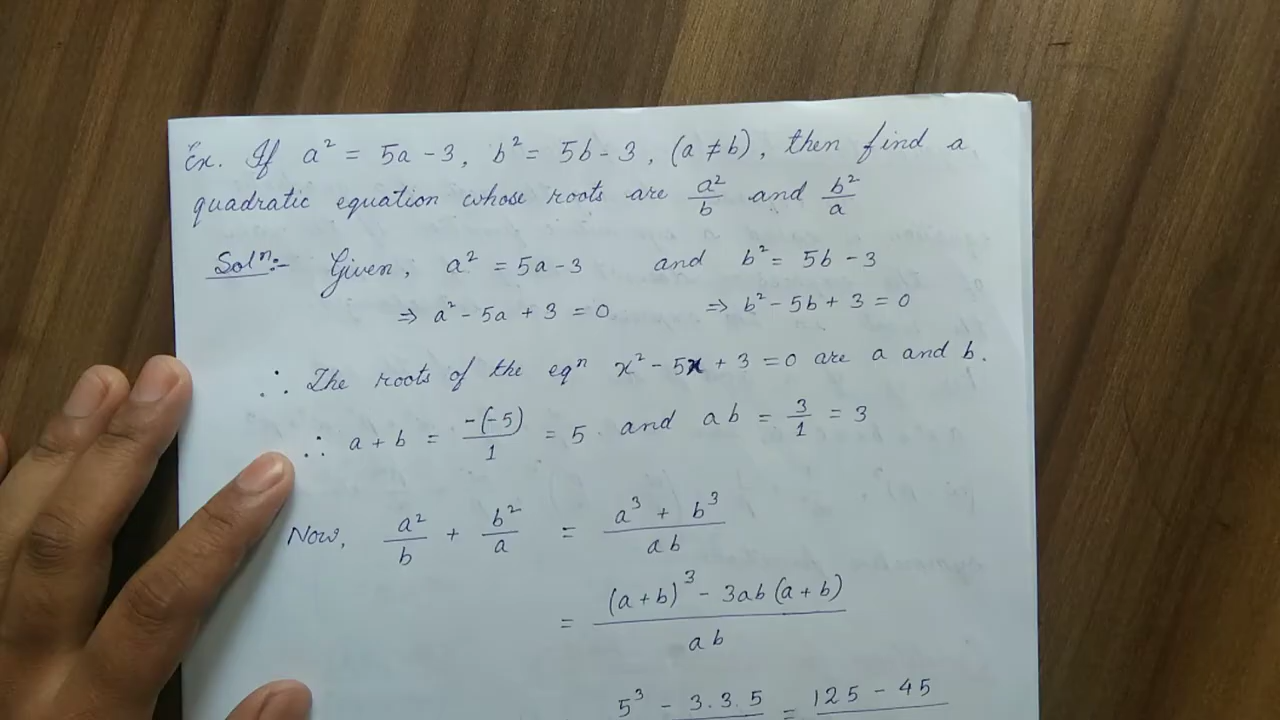 Ex. If a² = 5a - 3, b² = 5b - 3, (a ≠ b), then find a
quadratic equation whose roots are a²/b and b²/a
Solⁿ:- Given, a² = 5a - 3 and b² = 5b - 3
⇒ a² - 5a + 3 = 0 ⇒ b² - 5b + 3 = 0
∴ The roots of the eqⁿ x² - 5x + 3 = 0 are a and b.
∴ a + b = -(-5)/1 = 5 and ab = 3/1 = 3
Now, a²/b + b²/a = (a³ + b³)/ab
= ((a+b)³ - 3ab(a+b))/ab
5³ - 3.3.5 = 125 - 45